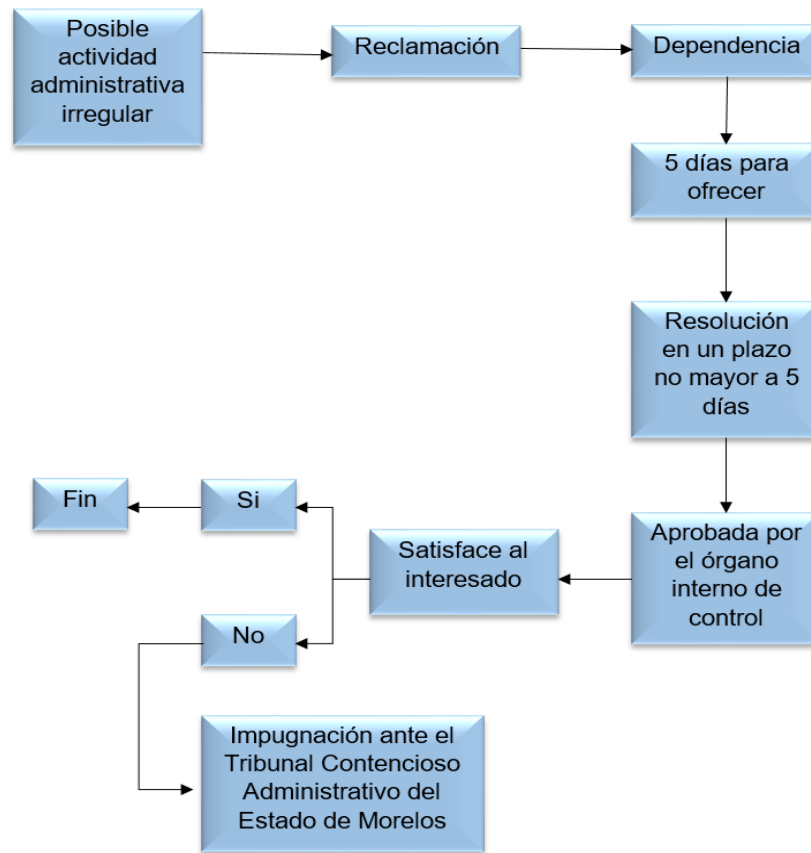 Posible
actividad
administrativa
irregular
Reclamación
Dependencia
5 días para
ofrecer
Resolución
en un plazo
no mayor a 5
días
Aprobada por
el órgano
interno de
control
Satisface al
interesado
Si
Fin
No
Impugnación ante el
Tribunal Contencioso
Administrativo del
Estado de Morelos